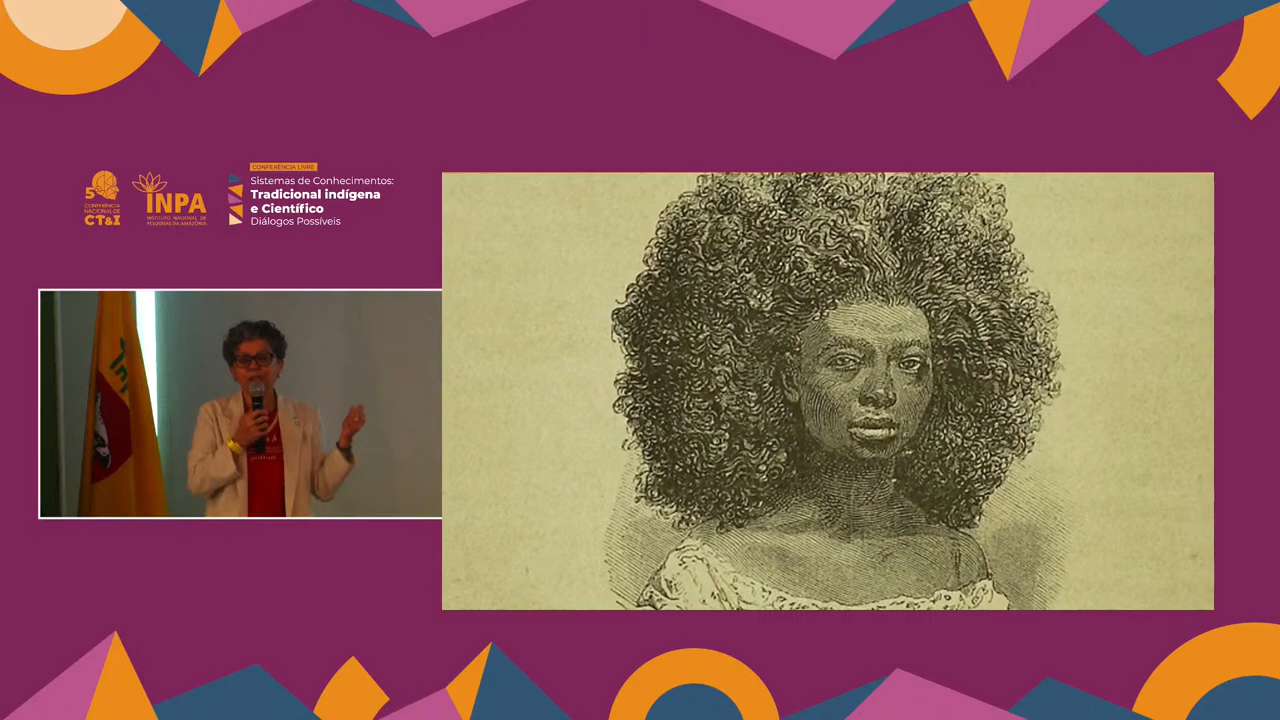 5
CONFERÊNCIA
NACIONAL DE
CT&I
INPA
INSTITUTO NACIONAL DE
PESQUISAS DA AMAZÔNIA
CONFERÊNCIA LIVRE
Sistemas de Conhecimentos:
Tradicional indígena
e Científico
Diálogos Possíveis